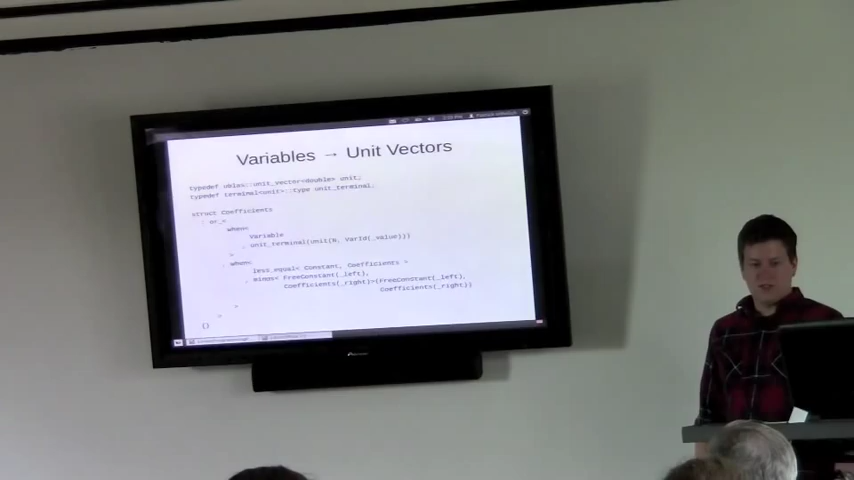 Variables → Unit Vectors
typedef ublas::unit_vector<double> unit;
typedef terminal<unit>::type unit_terminal;
struct Coefficients
: or_<
when<
Variable
, unit_terminal(unit(N, VarId(_value)))
>
, when<
less_equal< Constant, Coefficients >
, minus< FreeConstant(_left),
Coefficients(_right)>(FreeConstant(_left),
Coefficients(_right))
>
>
{}
Pioneer